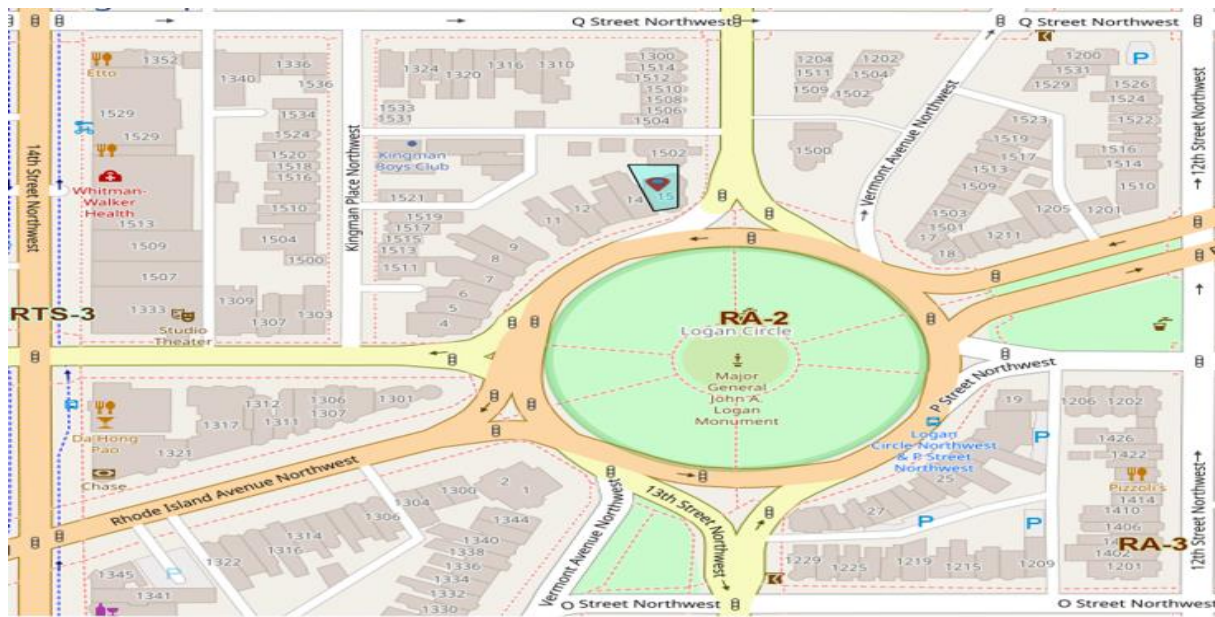 Q Street Northwest
Q Street Northwest
1352
1336
1340
1536
1324
1320
1316
1310
1300
1514
1512
1510
1508
1506
1504
1204
1511
1509
1202
1504
1502
1200
1531
1529
1526
1524
P
Etto
1529
1529
1534
1524
1520
1518
1516
1533
1531
1523
1519
1517
1513
1509
1522
1516
1514
1510
14th Street Northwest
Kingman Place Northwest
Vermont Avenue Northwest
12th Street Northwest
Kingman
Boys Club
1502
1500
Whitman-
Walker
Health
1513
1510
1504
1500
1509
1507
1333
1521
1519
1517
1515
1513
1511
14
15
12
11
9
8
7
6
5
4
1503
1501
17
18
1205
1201
1211
RTS-3
Studio
Theater
1309
1307
1303
RA-2
Logan Circle
Major
General
John A.
Logan
Monument
P Street Northwest
Da Hong
Pao
Chase
1317
1312
1311
1306
1307
1301
1321
Rhode Island Avenue Northwest
Logan
Circle Northwest
& P Street
Northwest
19
25
27
P
P
P
1206
1202
1426
1422
Pizzoli's
1414
1410
1406
1402
1201
RA-3
12th Street Northwest
1300
2
1
1304
1306
1314
1316
1322
1344
1340
1338
1336
1334
1332
1330
1345
1341
P
Vermont Avenue Northwest
13th Street Northwest
1229
1225
1219
1215
1209
O Street Northwest
O Street Northwest